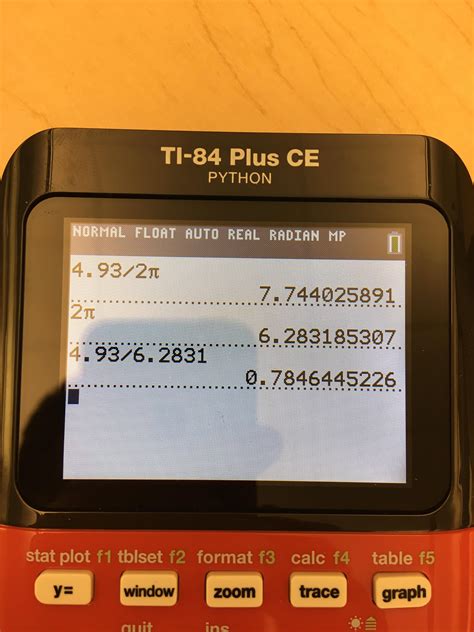 TI-84 Plus CE
PYTHON
NORMAL FLOAT AUTO REAL RADIAN MP
4.93/2π
7.744025891
2π
6.283185307
4.93/6.2831
0.7846445226
stat plot f1 tblset f2 format f3 calc f4 table f5
y= window zoom trace graph
quit ins